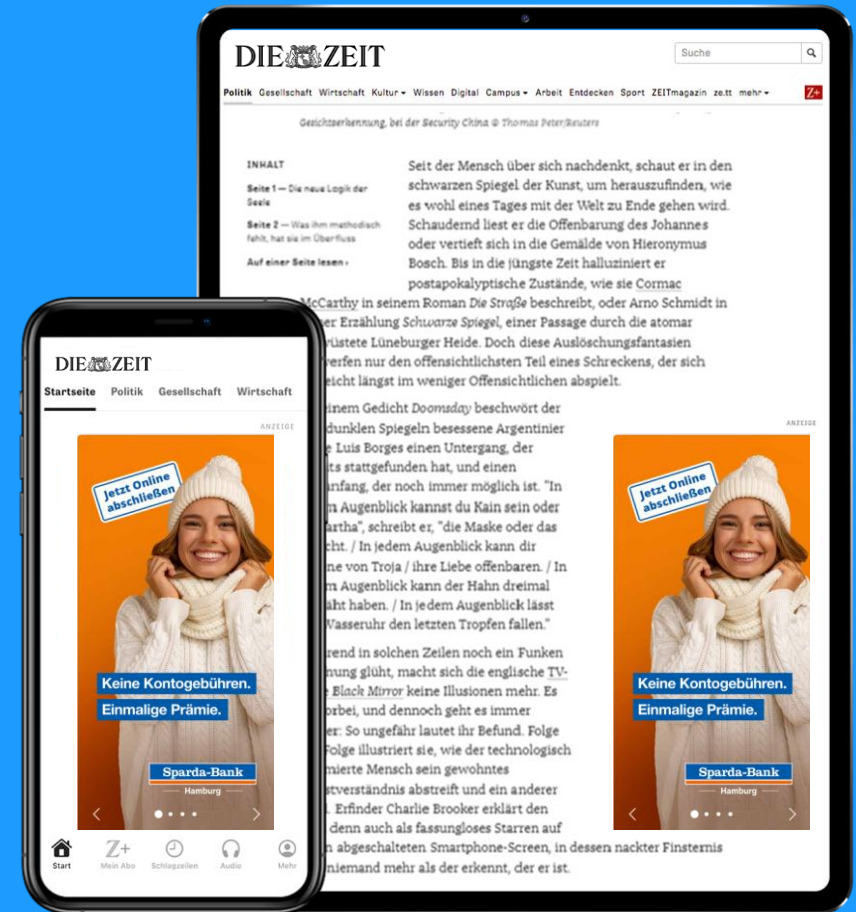 DIE ZEIT
Suche
Politik Gesellschaft Wirtschaft Kultur Wissen Digital Campus Arbeit Entdecken Sport ZEITmagazin ze.tt mehr Z+
Gesichtserkennung, bei der Security China © Thomas Peter/Reuters
INHALT
Seite 1 — Die neue Logik der
Seele
Seite 2 — Was ihm methodisch
fehlt, hat sie im Überfluss
Auf einer Seite lesen ›
Seit der Mensch über sich nachdenkt, schaut er in den
schwarzen Spiegel der Kunst, um herauszufinden, wie
es wohl eines Tages mit der Welt zu Ende gehen wird.
Schaudernd liest er die Offenbarung des Johannes
oder vertieft sich in die Gemälde von Hieronymus
Bosch. Bis in die jüngste Zeit halluziniert er
postapokalyptische Zustände, wie sie Cormac
McCarthy in seinem Roman Die Straße beschreibt, oder Arno Schmidt in
er Erzählung Schwarze Spiegel, einer Passage durch die atomar
üstete Lüneburger Heide. Doch diese Auslöschungsfantasien
erfen nur den offensichtlichsten Teil eines Schreckens, der sich
eicht längst im weniger Offensichtlichen abspielt.
inem Gedicht Doomsday beschwört der
dunklen Spiegeln besessene Argentinier
e Luis Borges einen Untergang, der
its stattgefunden hat, und einen
anfang, der noch immer möglich ist. "In
m Augenblick kannst du Kain sein oder
artha", schreibt er, "die Maske oder das
cht. / In jedem Augenblick kann dir
ne von Troja / ihre Liebe offenbaren. / In
m Augenblick kann der Hahn dreimal
äht haben. / In jedem Augenblick lässt
Wasseruhr den letzten Tropfen fallen."
rend in solchen Zeilen noch ein Funken
nung glüht, macht sich die englische TV-
e Black Mirror keine Illusionen mehr. Es
orbei, und dennoch geht es immer
er: So ungefähr lautet ihr Befund. Folge
Folge illustriert sie, wie der technologisch
mierte Mensch sein gewohntes
stverständnis abstreift und ein anderer
. Erfinder Charlie Brooker erklärt den
denn auch als fassungloses Starren auf
n abgeschalteten Smartphone-Screen, in dessen nackter Finsternis
niemand mehr als der erkennt, der er ist.
ANZEIGE
Jetzt Online
abschließen
Keine Kontogebühren.
Einmalige Prämie.
Sparda-Bank
Hamburg
DIE ZEIT
Startseite Politik Gesellschaft Wirtschaft
ANZEIGE
Jetzt Online
abschließen
Keine Kontogebühren.
Einmalige Prämie.
Sparda-Bank
Hamburg
Z+
Start Mein Abo Schlagzeilen Audio Mehr